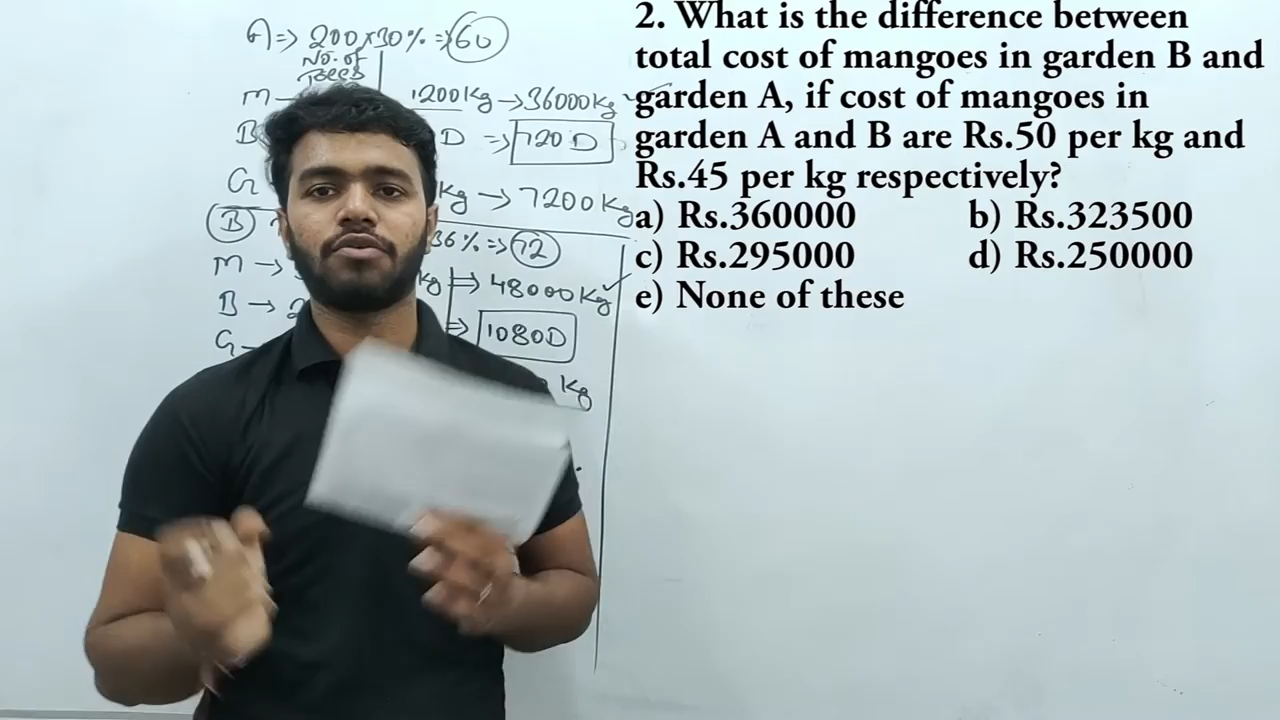 A) => 200 x 30% => 60
No. of
Trees
M → 1200 Kg → 36000 Kg ✓
B D => 120 D
G Kg → 7200 Kg
B 36% => 72
M → Kg => 48000 Kg ✓
B → 2 => 1080 D
G → Kg
2. What is the difference between
total cost of mangoes in garden B and
garden A, if cost of mangoes in
garden A and B are Rs.50 per kg and
Rs.45 per kg respectively?
a) Rs.360000 b) Rs.323500
c) Rs.295000 d) Rs.250000
e) None of these